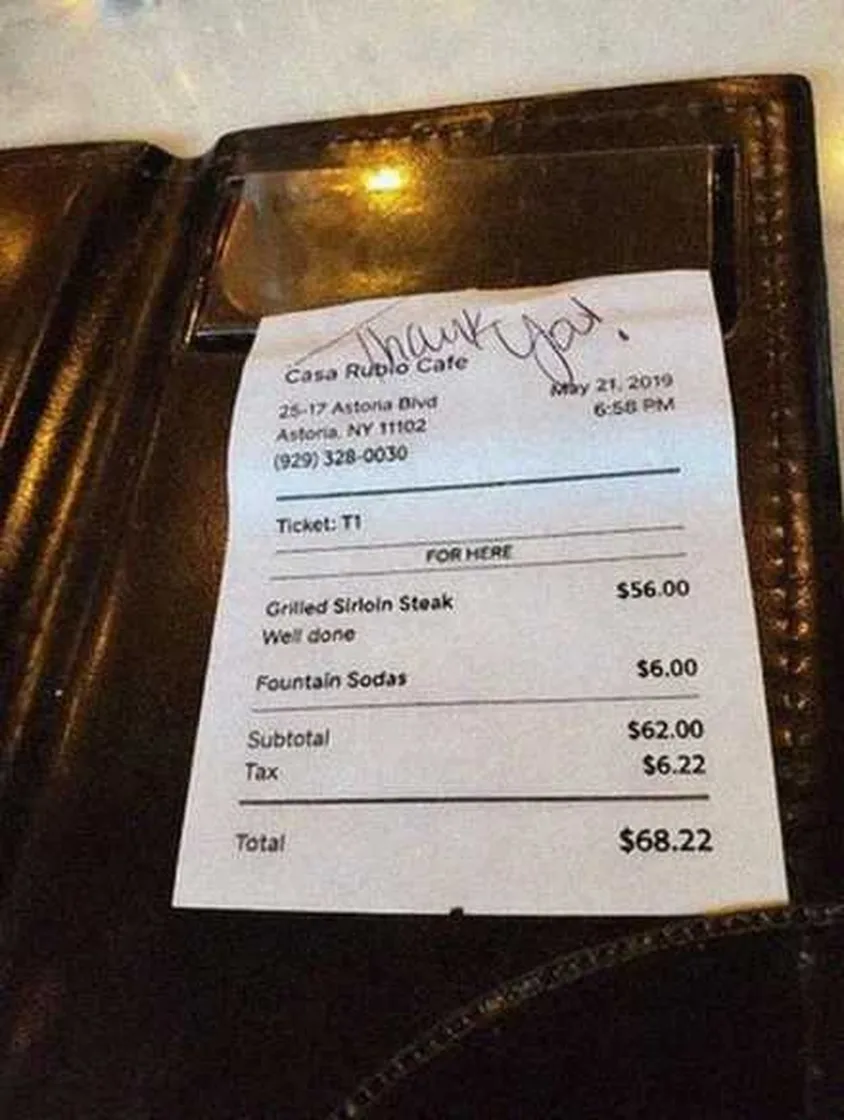 Thank you!
Casa Rubio Cafe
May 21, 2019
25-17 Astoria Blvd
6:58 PM
Astoria, NY 11102
(929) 328-0030
Ticket: T1
FOR HERE
Grilled Sirloin Steak $56.00
Well done
Fountain Sodas $6.00
Subtotal $62.00
Tax $6.22
Total $68.22